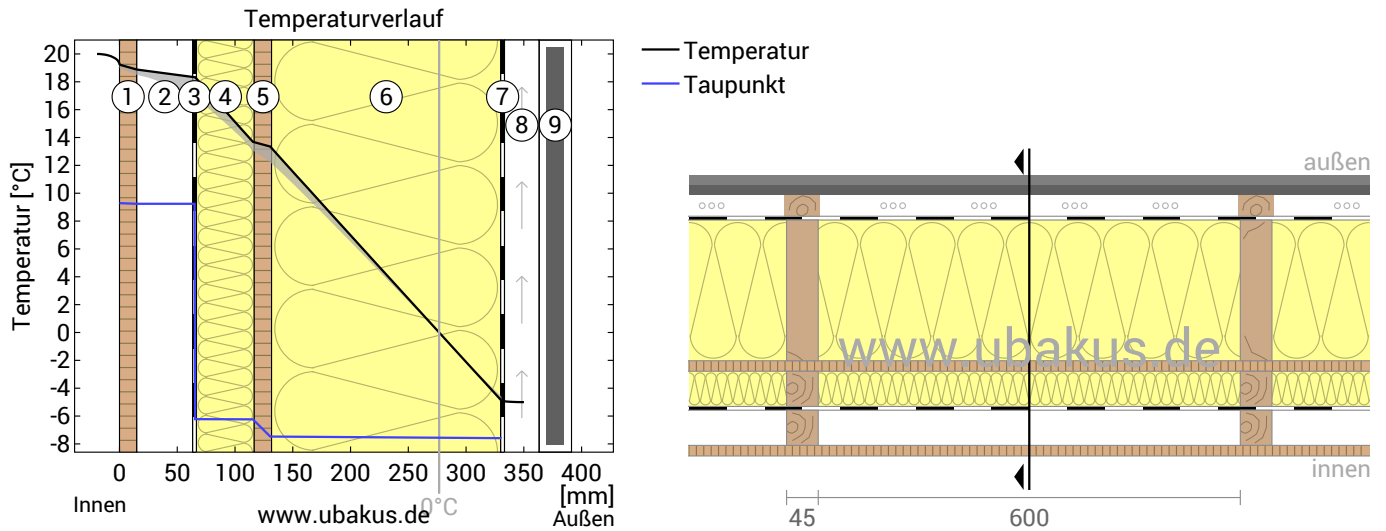 Temperaturverlauf
Temperatur [°C]
20
18
16
14
12
10
8
6
4
2
0
-2
-4
-6
-8
1
2
3
4
5
6
7
8
9
0
50
100
150
200
250
300
350
400
[mm]
Innen
www.ubakus.de
0°C
Außen
Temperatur
Taupunkt
außen
www.ubakus.de
innen
45
600